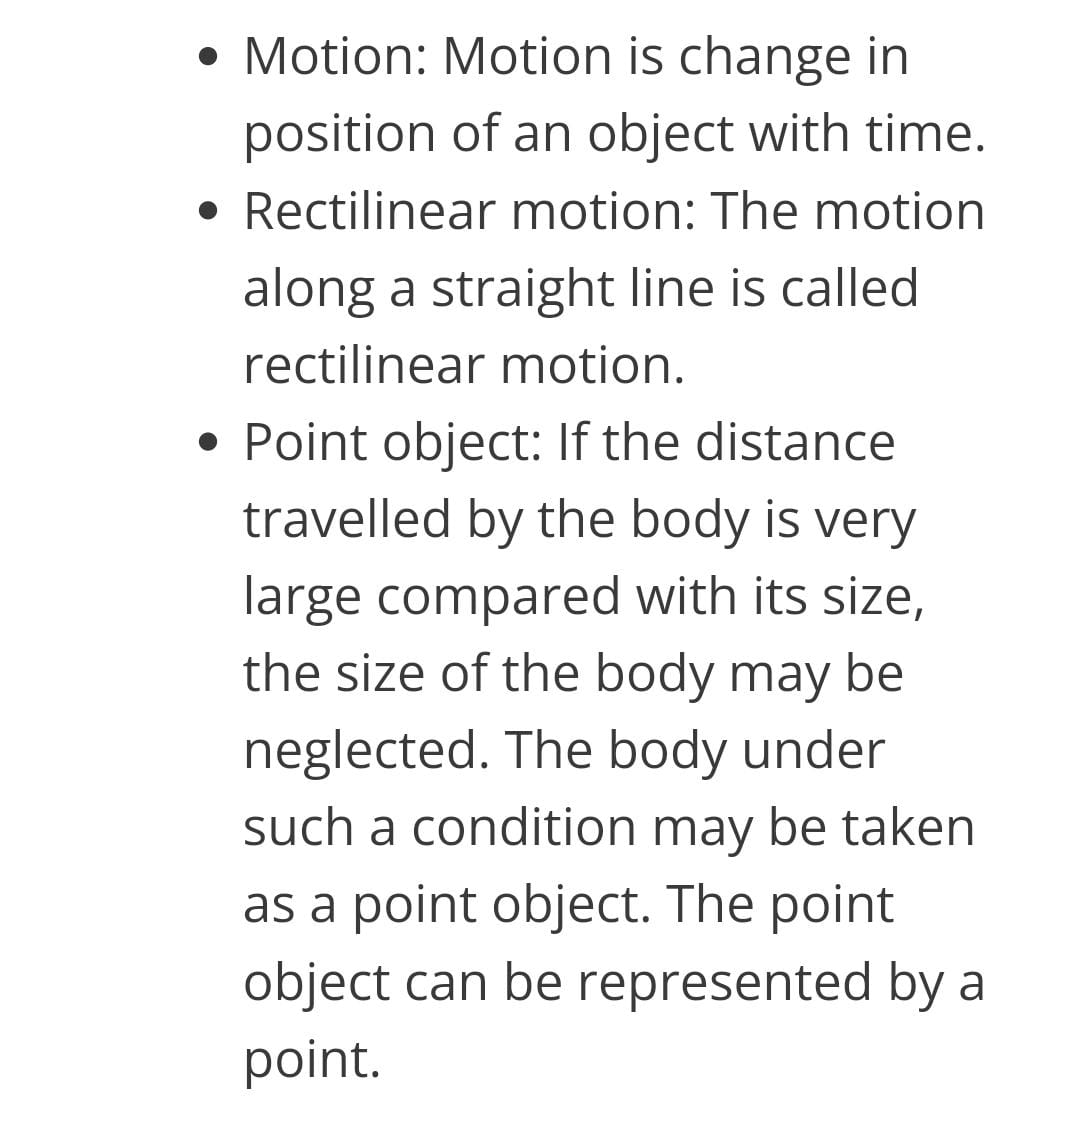 • Motion: Motion is change in
position of an object with time.
• Rectilinear motion: The motion
along a straight line is called
rectilinear motion.
• Point object: If the distance
travelled by the body is very
large compared with its size,
the size of the body may be
neglected. The body under
such a condition may be taken
as a point object. The point
object can be represented by a
point.